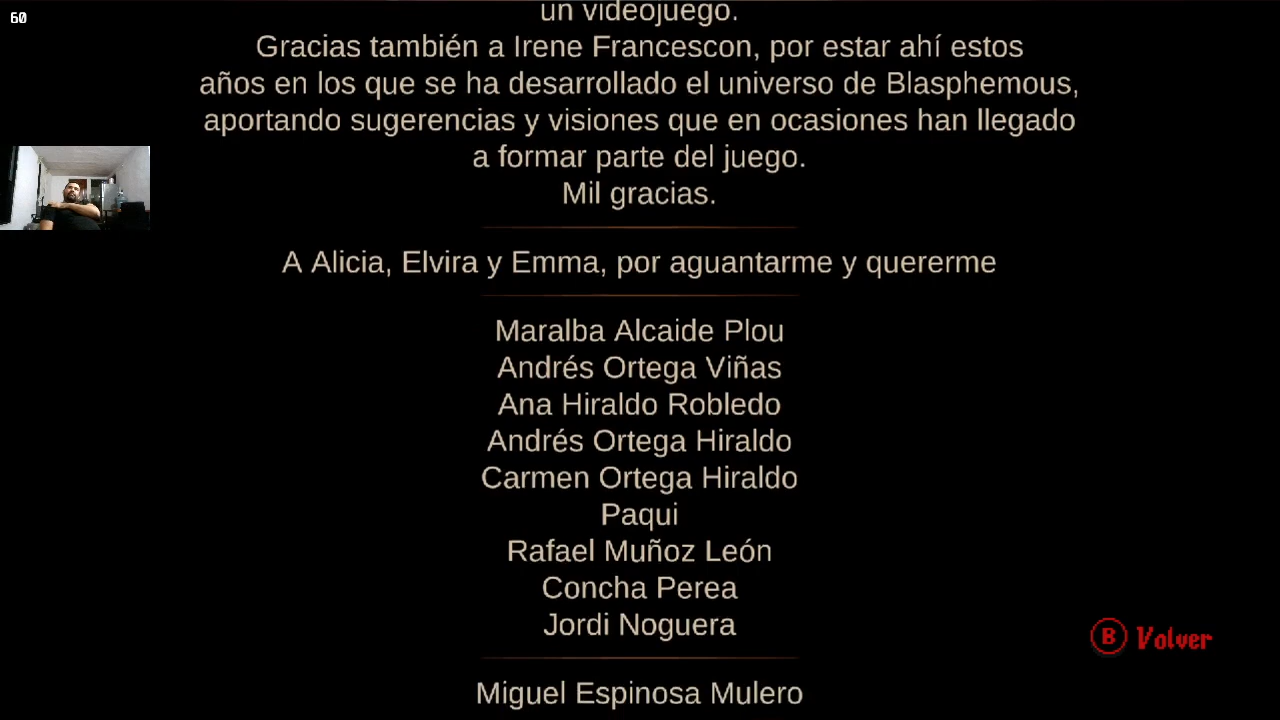 60
un videojuego.
Gracias también a Irene Francescon, por estar ahí estos
años en los que se ha desarrollado el universo de Blasphemous,
aportando sugerencias y visiones que en ocasiones han llegado
a formar parte del juego.
Mil gracias.
A Alicia, Elvira y Emma, por aguantarme y quererme
Maralba Alcaide Plou
Andrés Ortega Viñas
Ana Hiraldo Robledo
Andrés Ortega Hiraldo
Carmen Ortega Hiraldo
Paqui
Rafael Muñoz León
Concha Perea
Jordi Noguera
B Volver
Miguel Espinosa Mulero